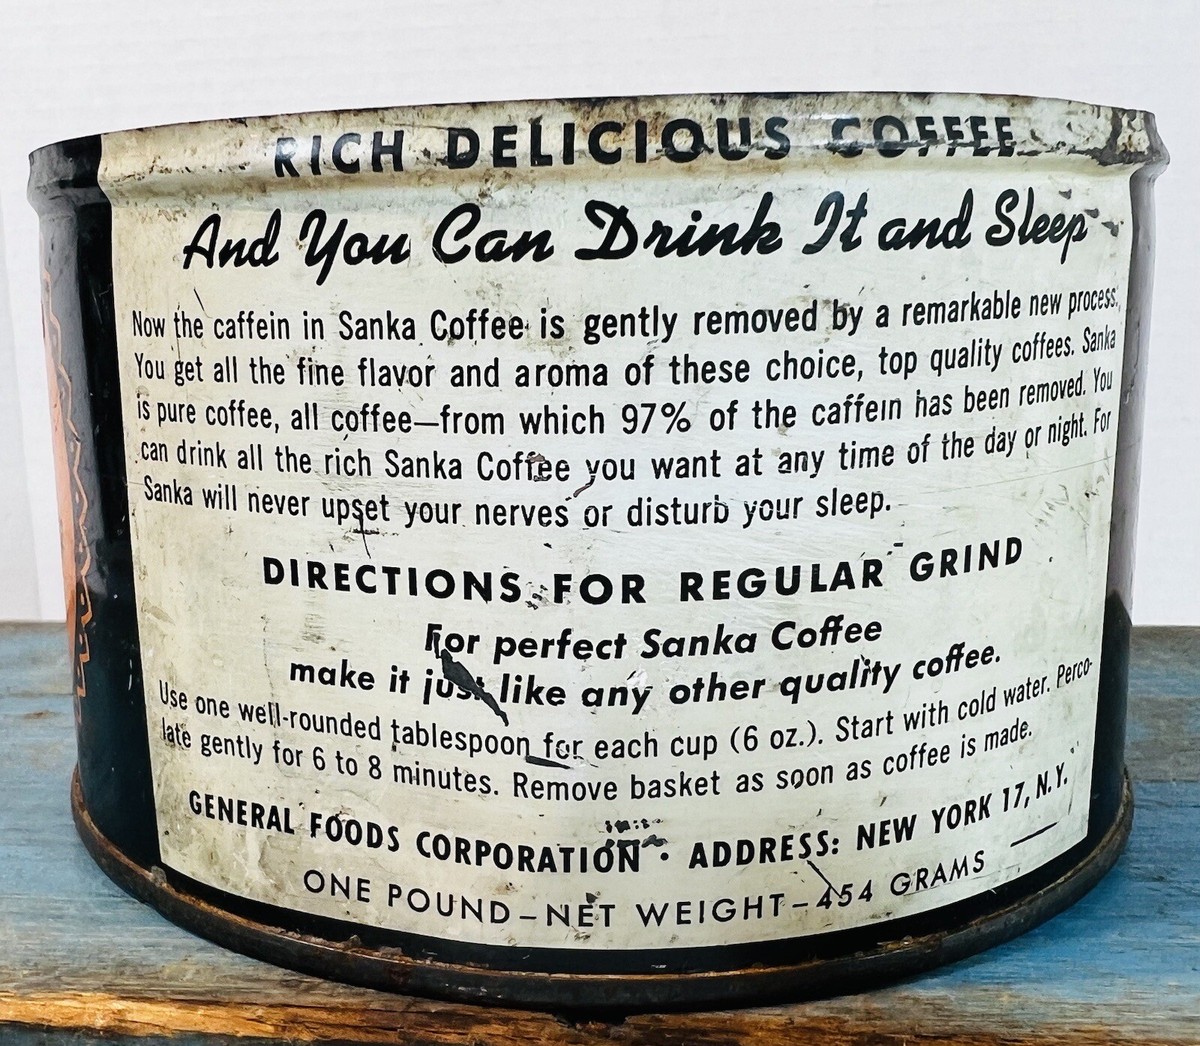 RICH DELICIOUS COFFEE
And You Can Drink It and Sleep
Now the caffein in Sanka Coffee is gently removed by a remarkable new process.
You get all the fine flavor and aroma of these choice, top quality coffees. Sanka
is pure coffee, all coffee—from which 97% of the caffein has been removed. You
can drink all the rich Sanka Coffee you want at any time of the day or night. For
Sanka will never upset your nerves or disturb your sleep.
DIRECTIONS FOR REGULAR GRIND
For perfect Sanka Coffee
make it just like any other quality coffee.
Use one well-rounded tablespoon for each cup (6 oz.). Start with cold water. Perco-
late gently for 6 to 8 minutes. Remove basket as soon as coffee is made.
GENERAL FOODS CORPORATION • ADDRESS: NEW YORK 17, N.Y.
ONE POUND–NET WEIGHT–454 GRAMS